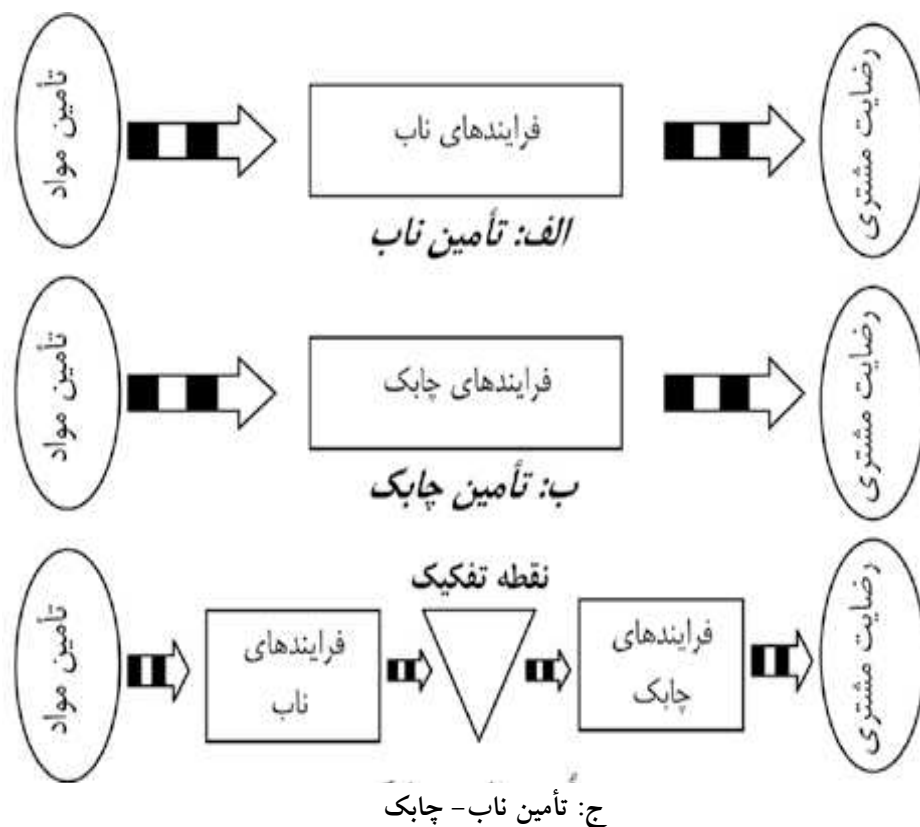 تأمین مواد
فرایندهای ناب
رضایت مشتری
الف: تأمین ناب
تأمین مواد
فرایندهای چابک
رضایت مشتری
ب: تأمین چابک
تأمین مواد
فرایندهای
ناب
نقطه تفکیک
فرایندهای
چابک
رضایت مشتری
ج: تأمین ناب- چابک